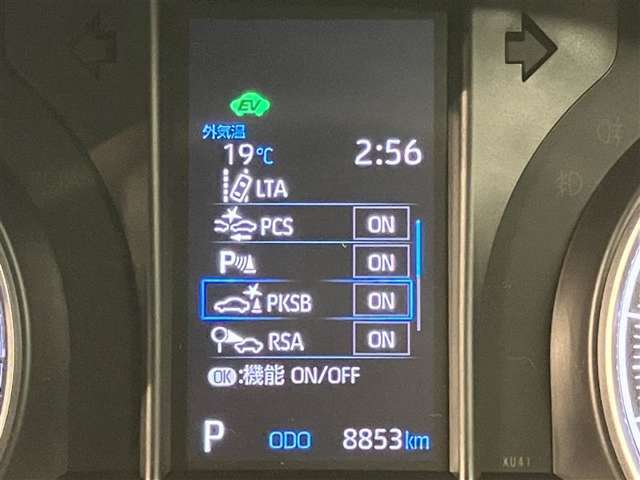 EV
外気温
19℃ 2:56
LTA
PCS ON
P ON
PKSB ON
RSA ON
OK:機能 ON/OFF
P ODO 8853km
KU41